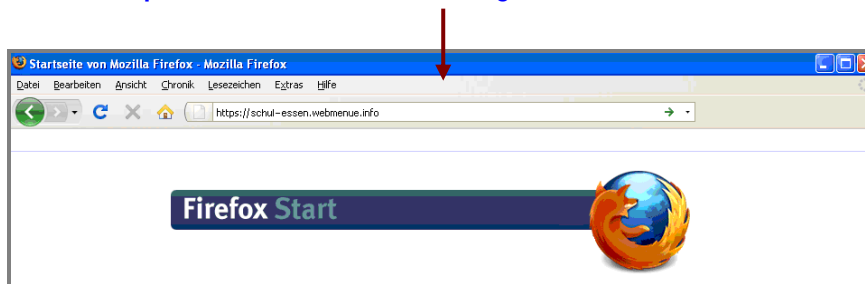 Startseite von Mozilla Firefox - Mozilla Firefox
Datei Bearbeiten Ansicht Chronik Lesezeichen Extras Hilfe
https://schul-essen.webmenue.info
Firefox Start